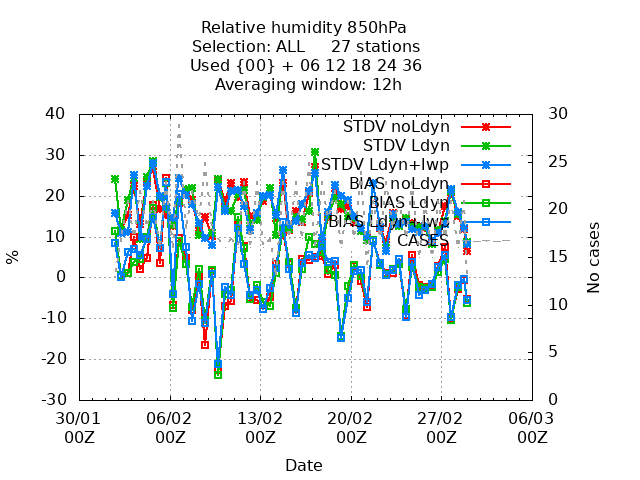 Relative humidity 850hPa
Selection: ALL 27 stations
Used {00} + 06 12 18 24 36
Averaging window: 12h
40
30
20
10
0
-10
-20
-30
%
30
25
20
15
10
5
0
No cases
STDV noLdyn
STDV Ldyn
STDV Ldyn+lwp
BIAS noLdyn
BIAS Ldyn
BIAS Ldyn+lwp
CASES
30/01 06/02 13/02 20/02 27/02 06/03
00Z 00Z 00Z 00Z 00Z 00Z
Date